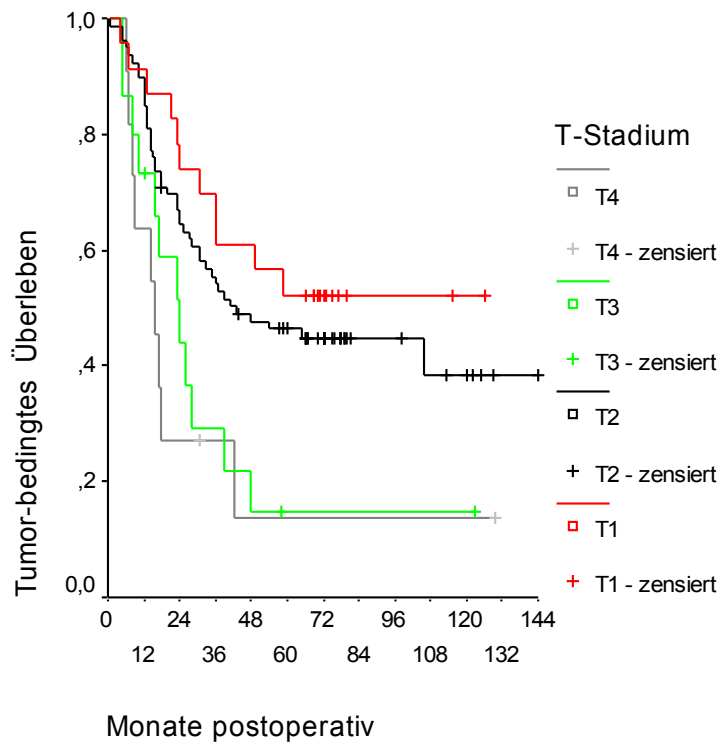 1,0
,8
,6
,4
,2
0,0
Tumor-bedingtes Überleben
0 24 48 72 96 120 144
12 36 60 84 108 132
Monate postoperativ
T-Stadium
T4
T4 - zensiert
T3
T3 - zensiert
T2
T2 - zensiert
T1
T1 - zensiert